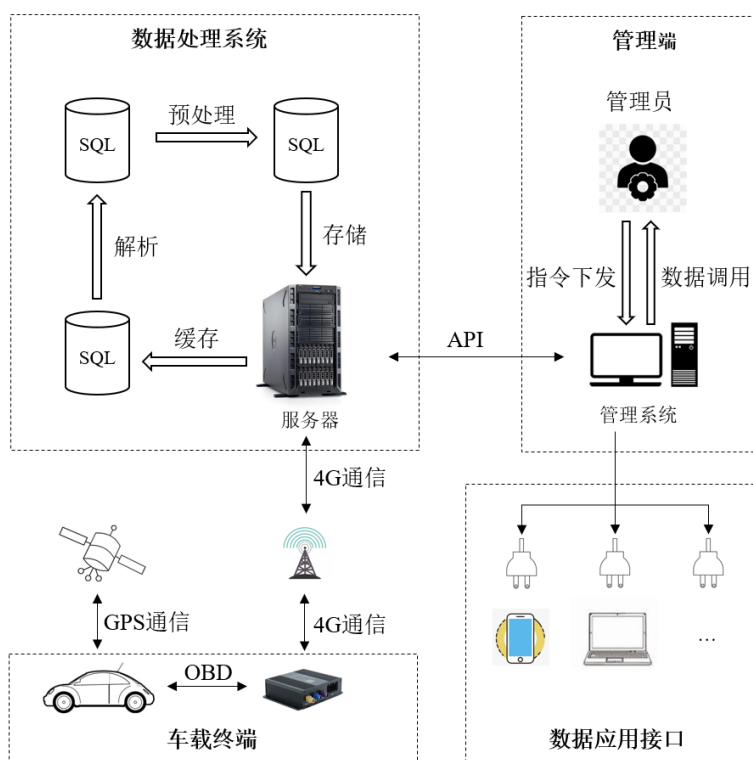 数据处理系统
管理端
管理员
SQL
预处理
SQL
解析
存储
指令下发
数据调用
SQL
缓存
API
服务器
管理系统
4G通信
GPS通信
4G通信
...
OBD
车载终端
数据应用接口